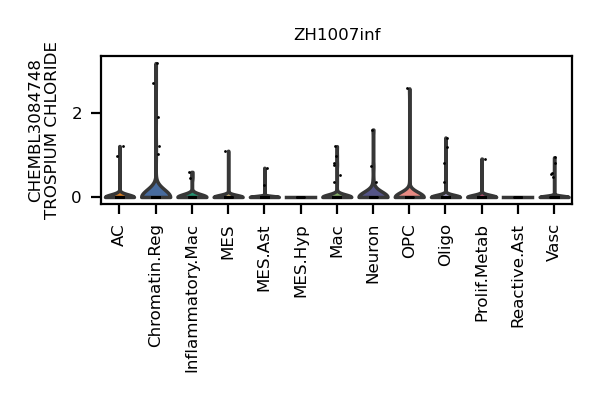 ZH1007inf
CHEMBL3084748
TROSPIUM CHLORIDE
2
0
AC
Chromatin.Reg
Inflammatory.Mac
MES
MES.Ast
MES.Hyp
Mac
Neuron
OPC
Oligo
Prolif.Metab
Reactive.Ast
Vasc